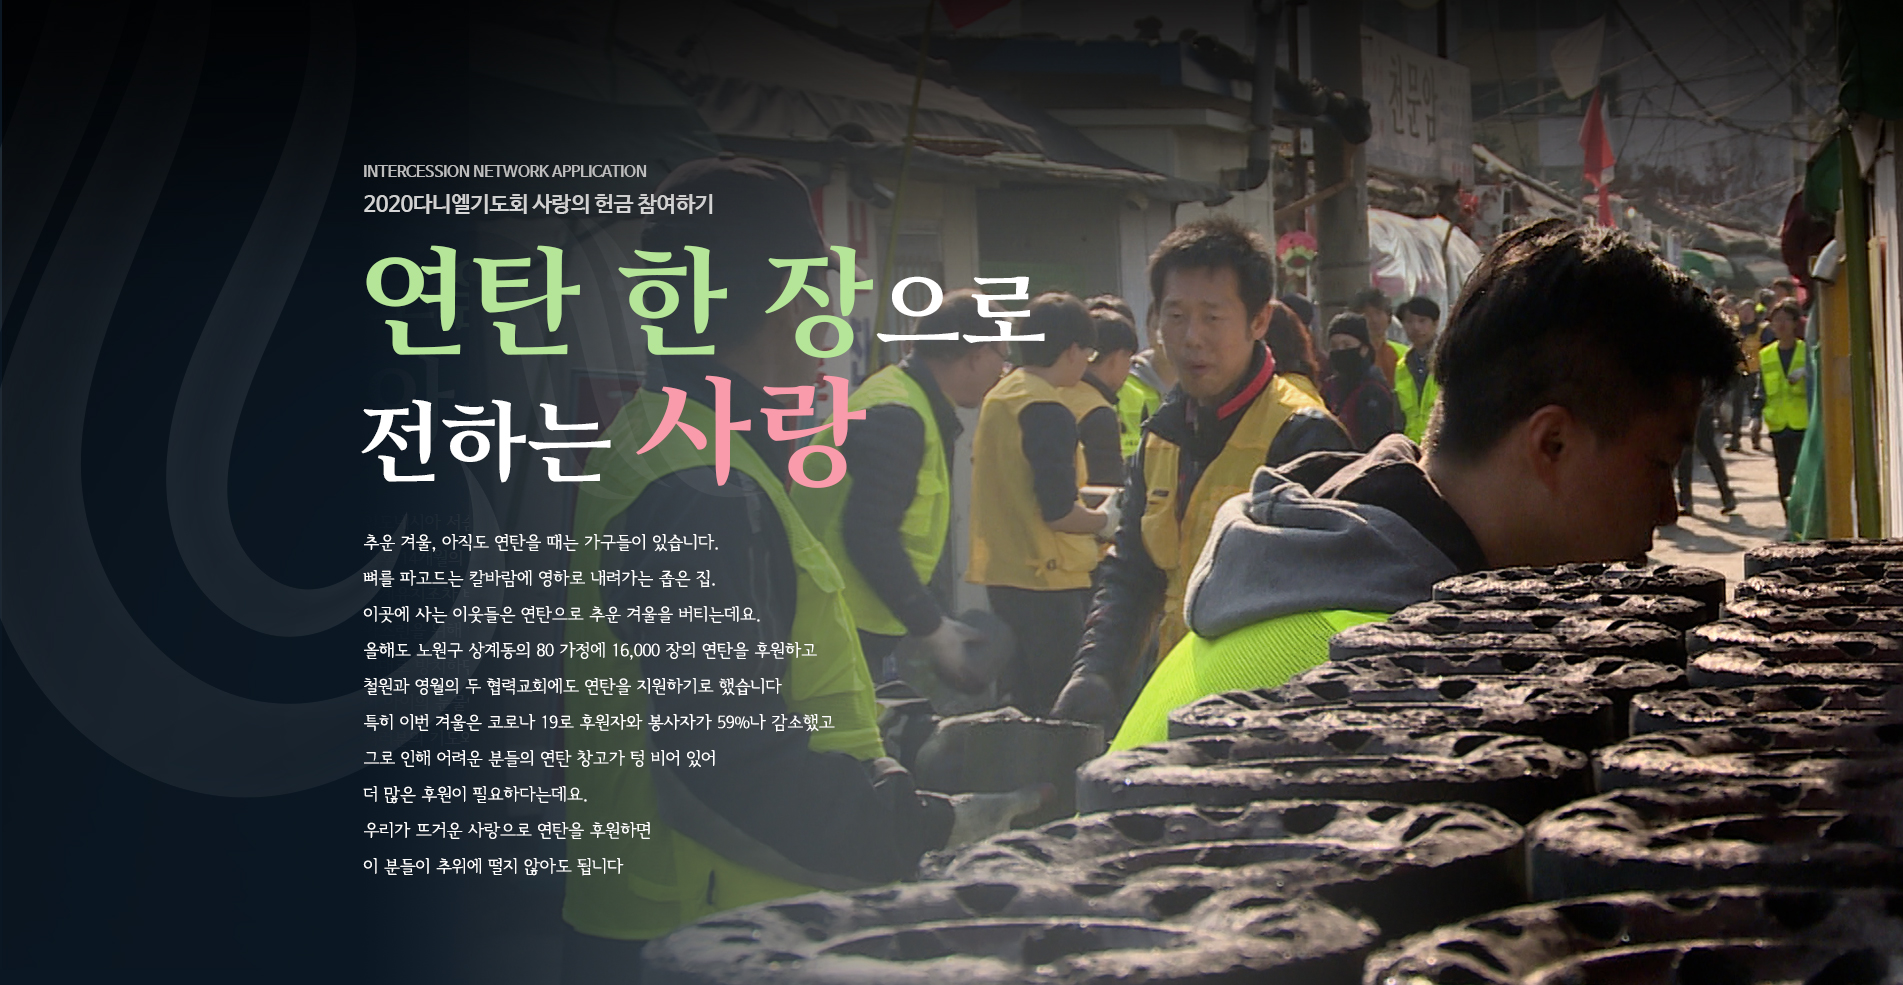 INTERCESSION NETWORK APPLICATION
2020다니엘기도회 사랑의 헌금 참여하기
연탄 한 장으로
전하는 사랑
추운 겨울, 아직도 연탄을 때는 가구들이 있습니다.
뼈를 파고드는 칼바람에 영하로 내려가는 좁은 집.
이곳에 사는 이웃들은 연탄으로 추운 겨울을 버티는데요.
올해도 노원구 상계동의 80 가정에 16,000 장의 연탄을 후원하고
철원과 영월의 두 협력교회에도 연탄을 지원하기로 했습니다
특히 이번 겨울은 코로나 19로 후원자와 봉사자가 59%나 감소했고
그로 인해 어려운 분들의 연탄 창고가 텅 비어 있어
더 많은 후원이 필요하다는데요.
우리가 뜨거운 사랑으로 연탄을 후원하면
이 분들이 추위에 떨지 않아도 됩니다
천문암